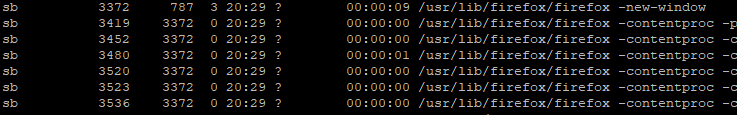 sb 3372 787 3 20:29 ? 00:00:09 /usr/lib/firefox/firefox -new-window
sb 3419 3372 0 20:29 ? 00:00:00 /usr/lib/firefox/firefox -contentproc -p
sb 3452 3372 0 20:29 ? 00:00:00 /usr/lib/firefox/firefox -contentproc -c
sb 3480 3372 0 20:29 ? 00:00:01 /usr/lib/firefox/firefox -contentproc -c
sb 3520 3372 0 20:29 ? 00:00:00 /usr/lib/firefox/firefox -contentproc -c
sb 3523 3372 0 20:29 ? 00:00:00 /usr/lib/firefox/firefox -contentproc -c
sb 3536 3372 0 20:29 ? 00:00:00 /usr/lib/firefox/firefox -contentproc -c